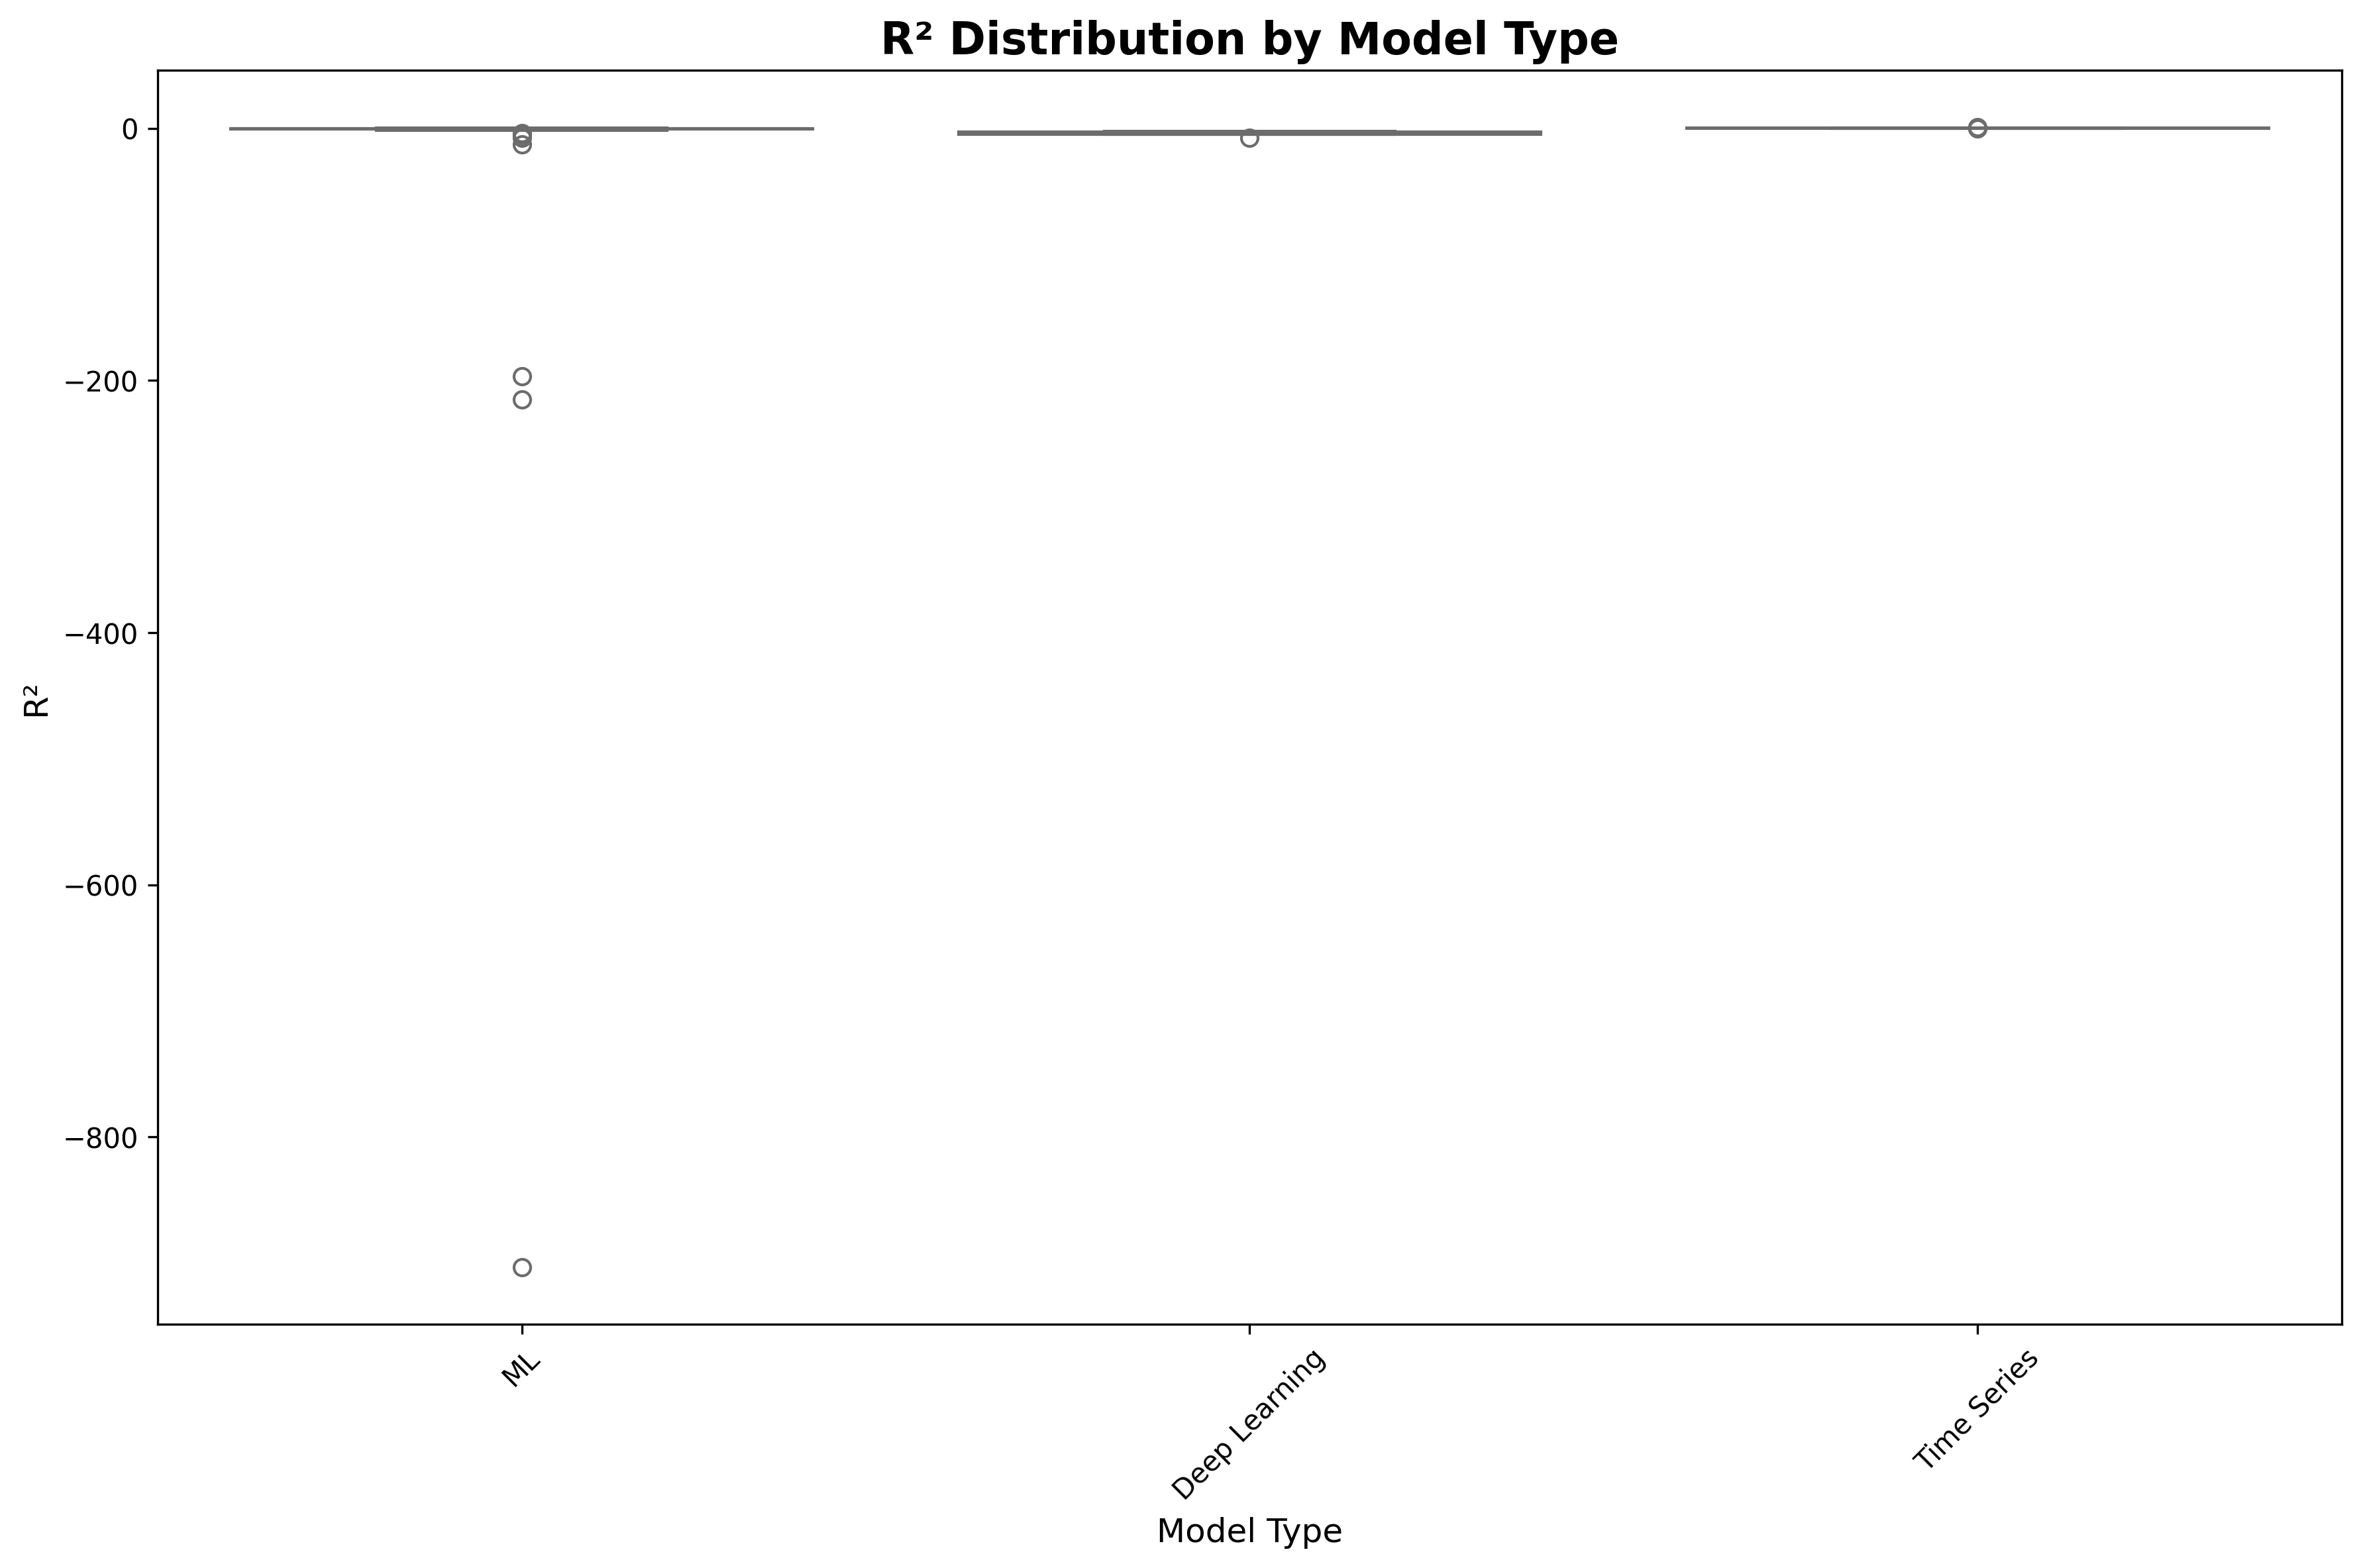 R² Distribution by Model Type
0
−200
−400
−600
−800
R²
ML
Deep Learning
Time Series
Model Type